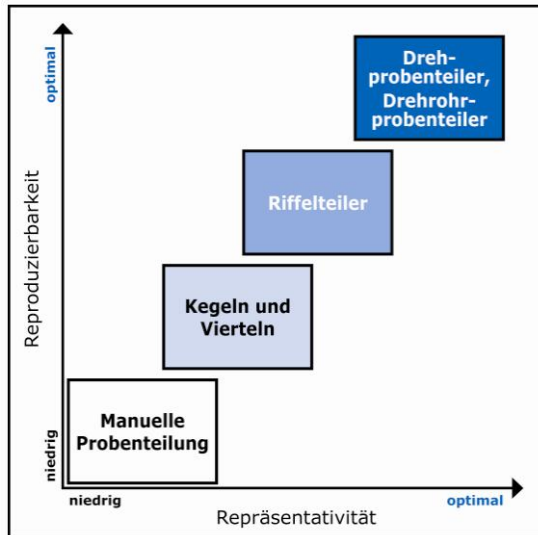 optimal
Reproduzierbarkeit
niedrig
Dreh-
probenteiler,
Drehrohr-
probenteiler
Riffelteiler
Kegeln und
Vierteln
Manuelle
Probenteilung
niedrig
optimal
Repräsentativität